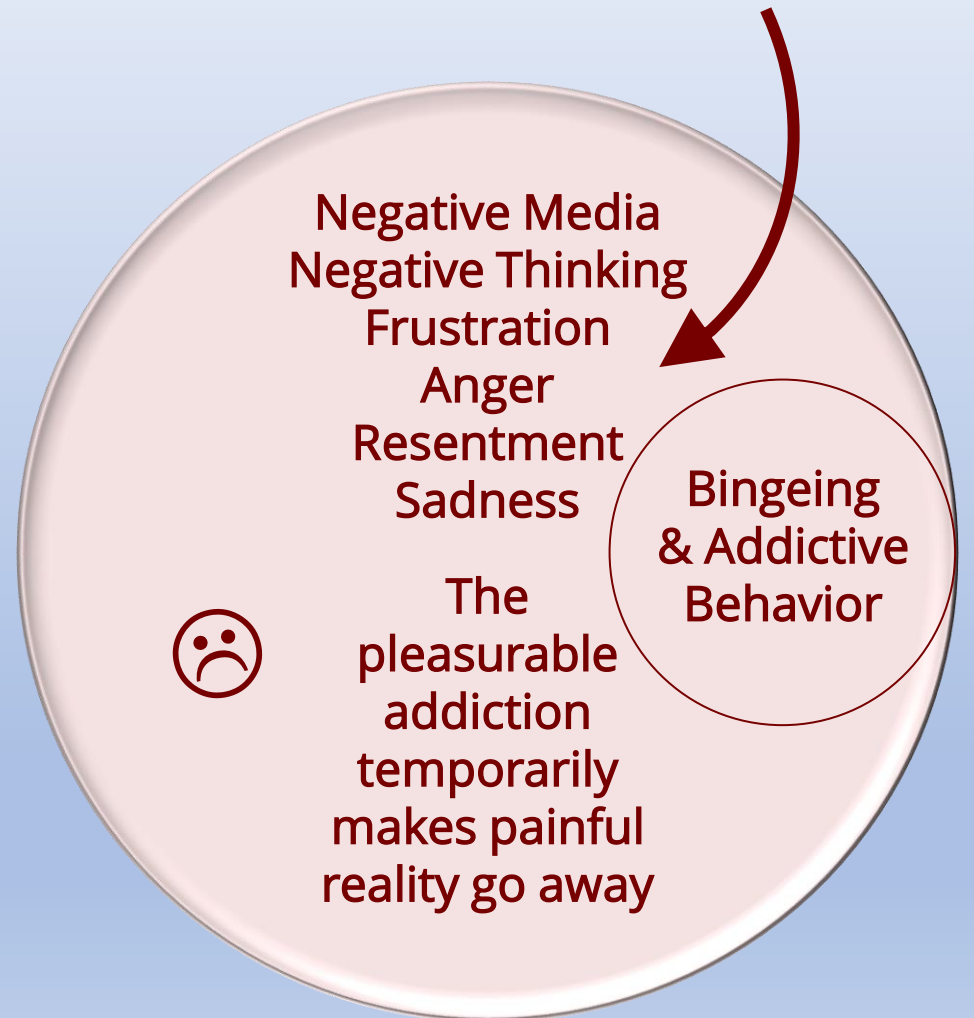 Negative Media
Negative Thinking
Frustration
Anger
Resentment
Sadness
Bingeing
& Addictive
Behavior
The
pleasurable
addiction
temporarily
makes painful
reality go away